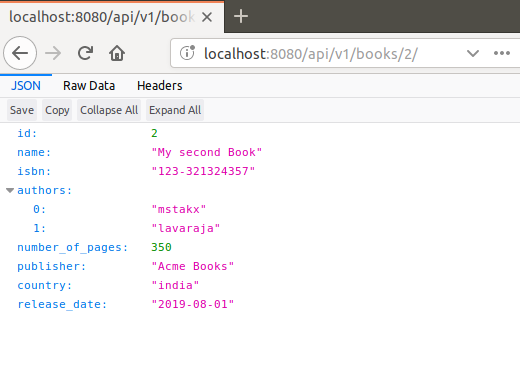 localhost:8080/api/v1/book
localhost:8080/api/v1/books/2/
JSON Raw Data Headers
Save Copy Collapse All Expand All
id: 2
name: "My second Book"
isbn: "123-321324357"
authors:
0: "mstakx"
1: "lavaraja"
number_of_pages: 350
publisher: "Acme Books"
country: "india"
release_date: "2019-08-01"